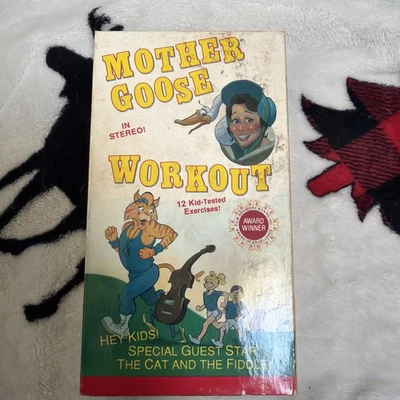 MOTHER
GOOSE
IN
STEREO!
WORKOUT
12 Kid-Tested
Exercises!
AWARD
WINNER
HEY KIDS!
SPECIAL GUEST STAR
THE CAT AND THE FIDDLE!